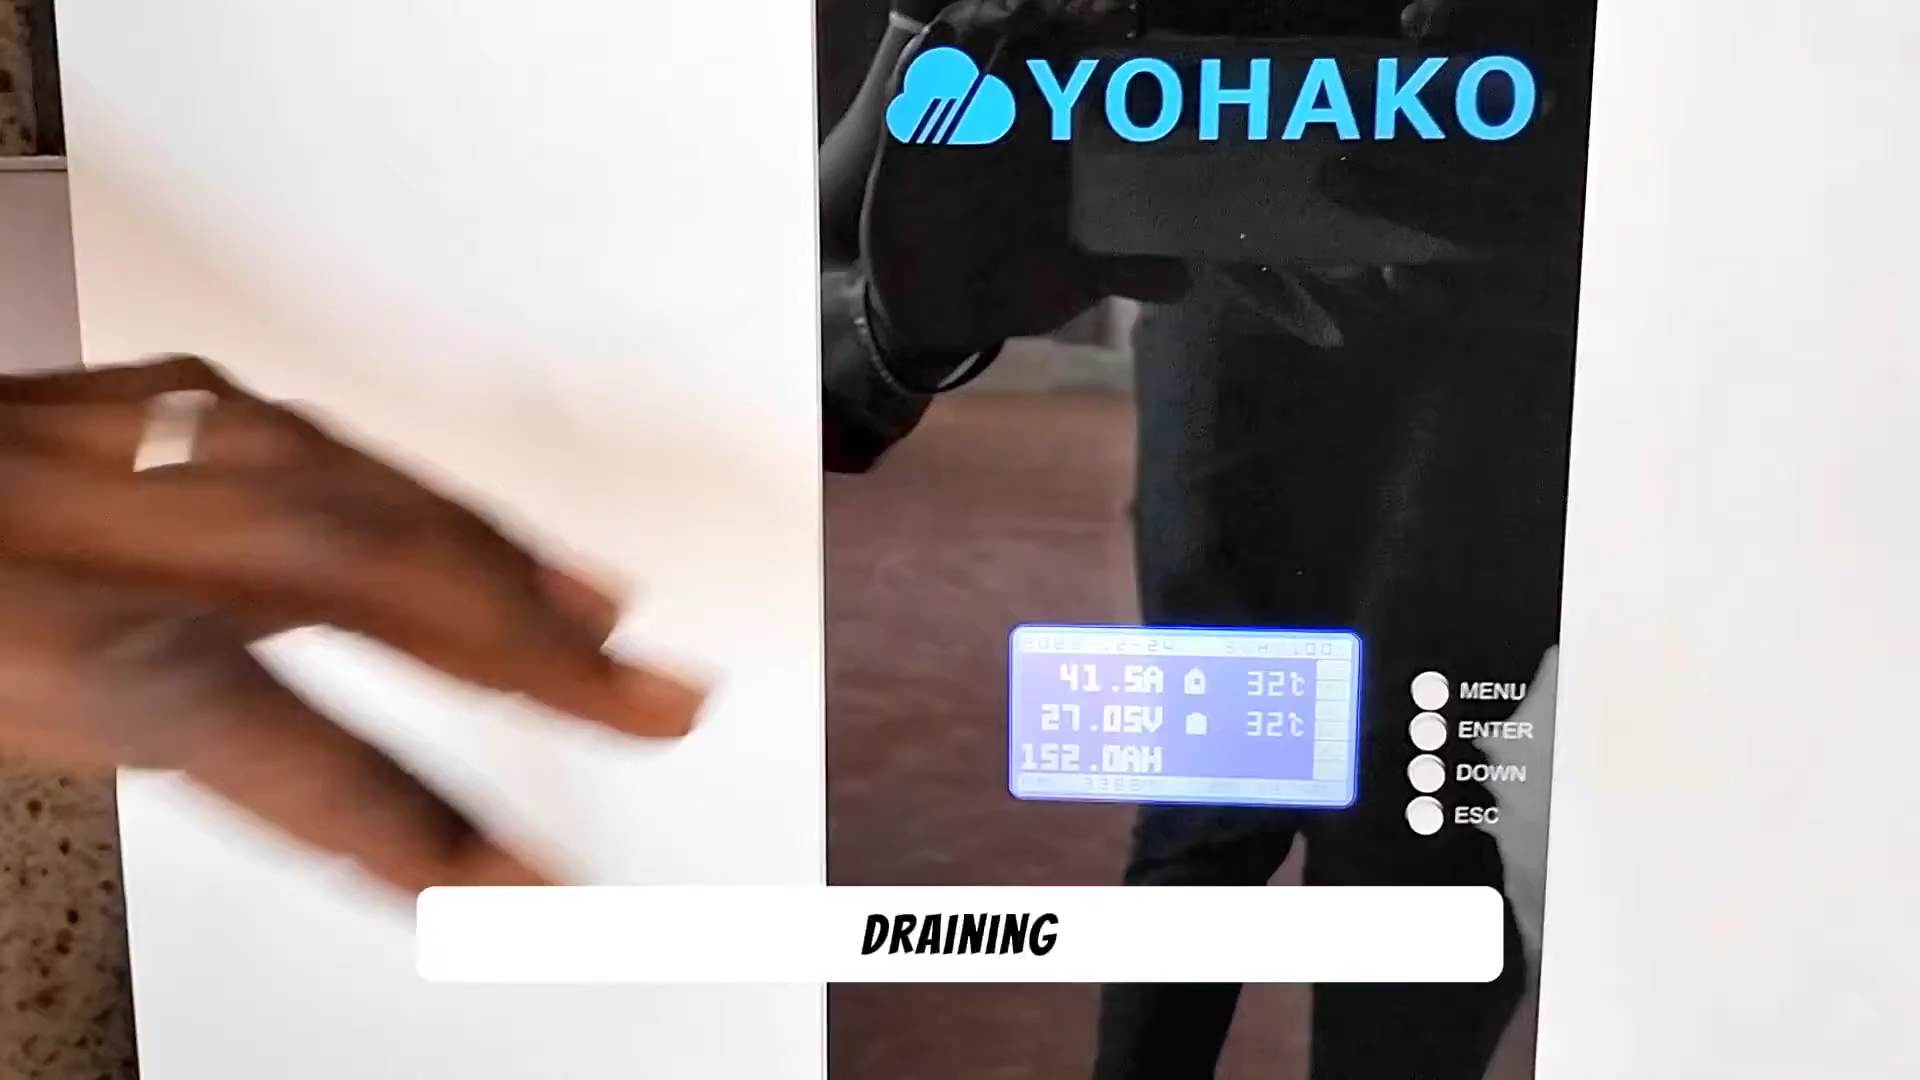 YOHAKO
41.5A 32℃
27.05V 32℃
152.0AH
MENU
ENTER
DOWN
ESC
DRAINING